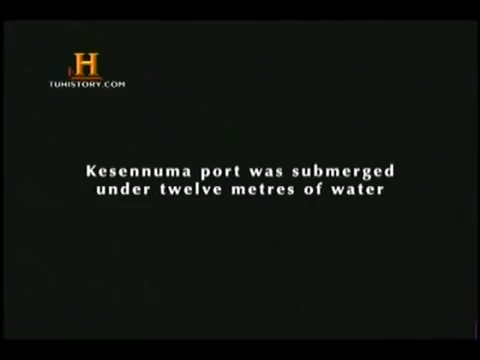 H
TUHISTORY.COM
Kesennuma port was submerged
under twelve metres of water